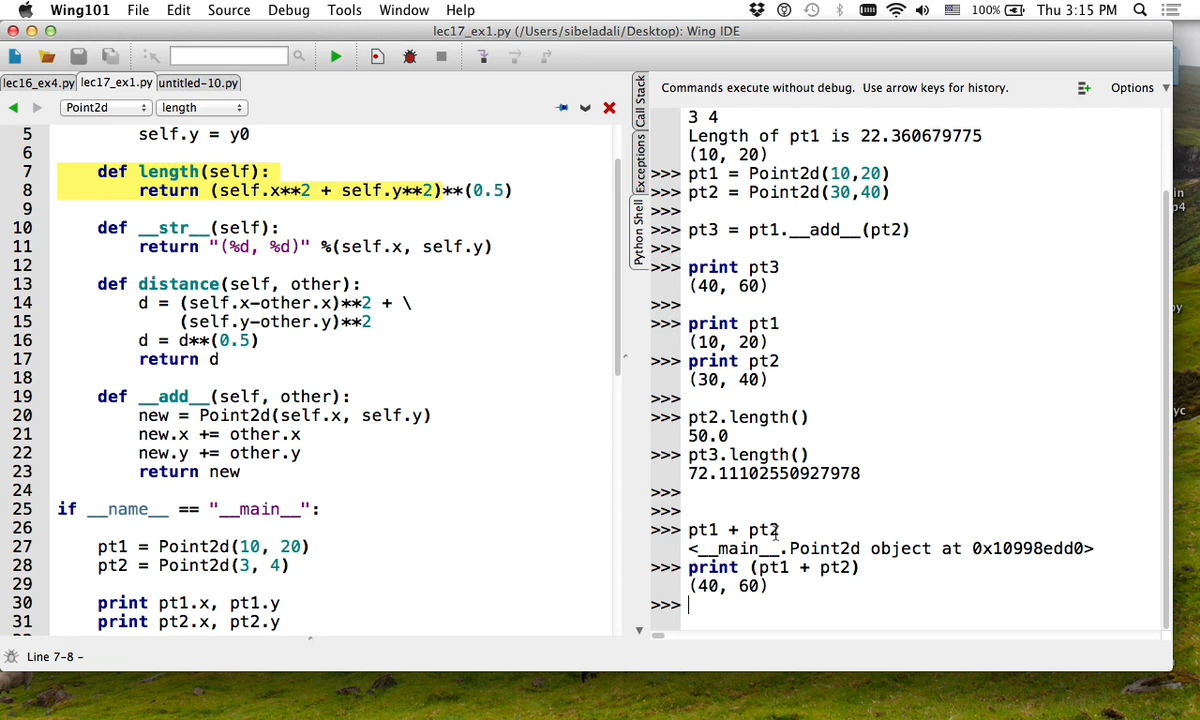 Wing101 File Edit Source Debug Tools Window Help 100% Thu 3:15 PM
lec17_ex1.py (/Users/sibeladali/Desktop): Wing IDE
lec16_ex4.py lec17_ex1.py untitled-10.py
Point2d length
5 self.y = y0
6
7 def length(self):
8 return (self.x**2 + self.y**2)**(0.5)
9
10 def __str__(self):
11 return "(%d, %d)" %(self.x, self.y)
12
13 def distance(self, other):
14 d = (self.x-other.x)**2 + \
15 (self.y-other.y)**2
16 d = d**(0.5)
17 return d
18
19 def __add__(self, other):
20 new = Point2d(self.x, self.y)
21 new.x += other.x
22 new.y += other.y
23 return new
24
25 if __name__ == "__main__":
26
27 pt1 = Point2d(10, 20)
28 pt2 = Point2d(3, 4)
29
30 print pt1.x, pt1.y
31 print pt2.x, pt2.y
Line 7-8 -
Call Stack
Exceptions
Python Shell
Commands execute without debug. Use arrow keys for history. Options
3 4
Length of pt1 is 22.360679775
(10, 20)
>>> pt1 = Point2d(10,20)
>>> pt2 = Point2d(30,40)
>>>
>>> pt3 = pt1.__add__(pt2)
>>>
>>> print pt3
(40, 60)
>>>
>>> print pt1
(10, 20)
>>> print pt2
(30, 40)
>>>
>>> pt2.length()
50.0
>>> pt3.length()
72.11102550927978
>>>
>>>
>>> pt1 + pt2
<__main__.Point2d object at 0x10998edd0>
>>> print (pt1 + pt2)
(40, 60)
>>>